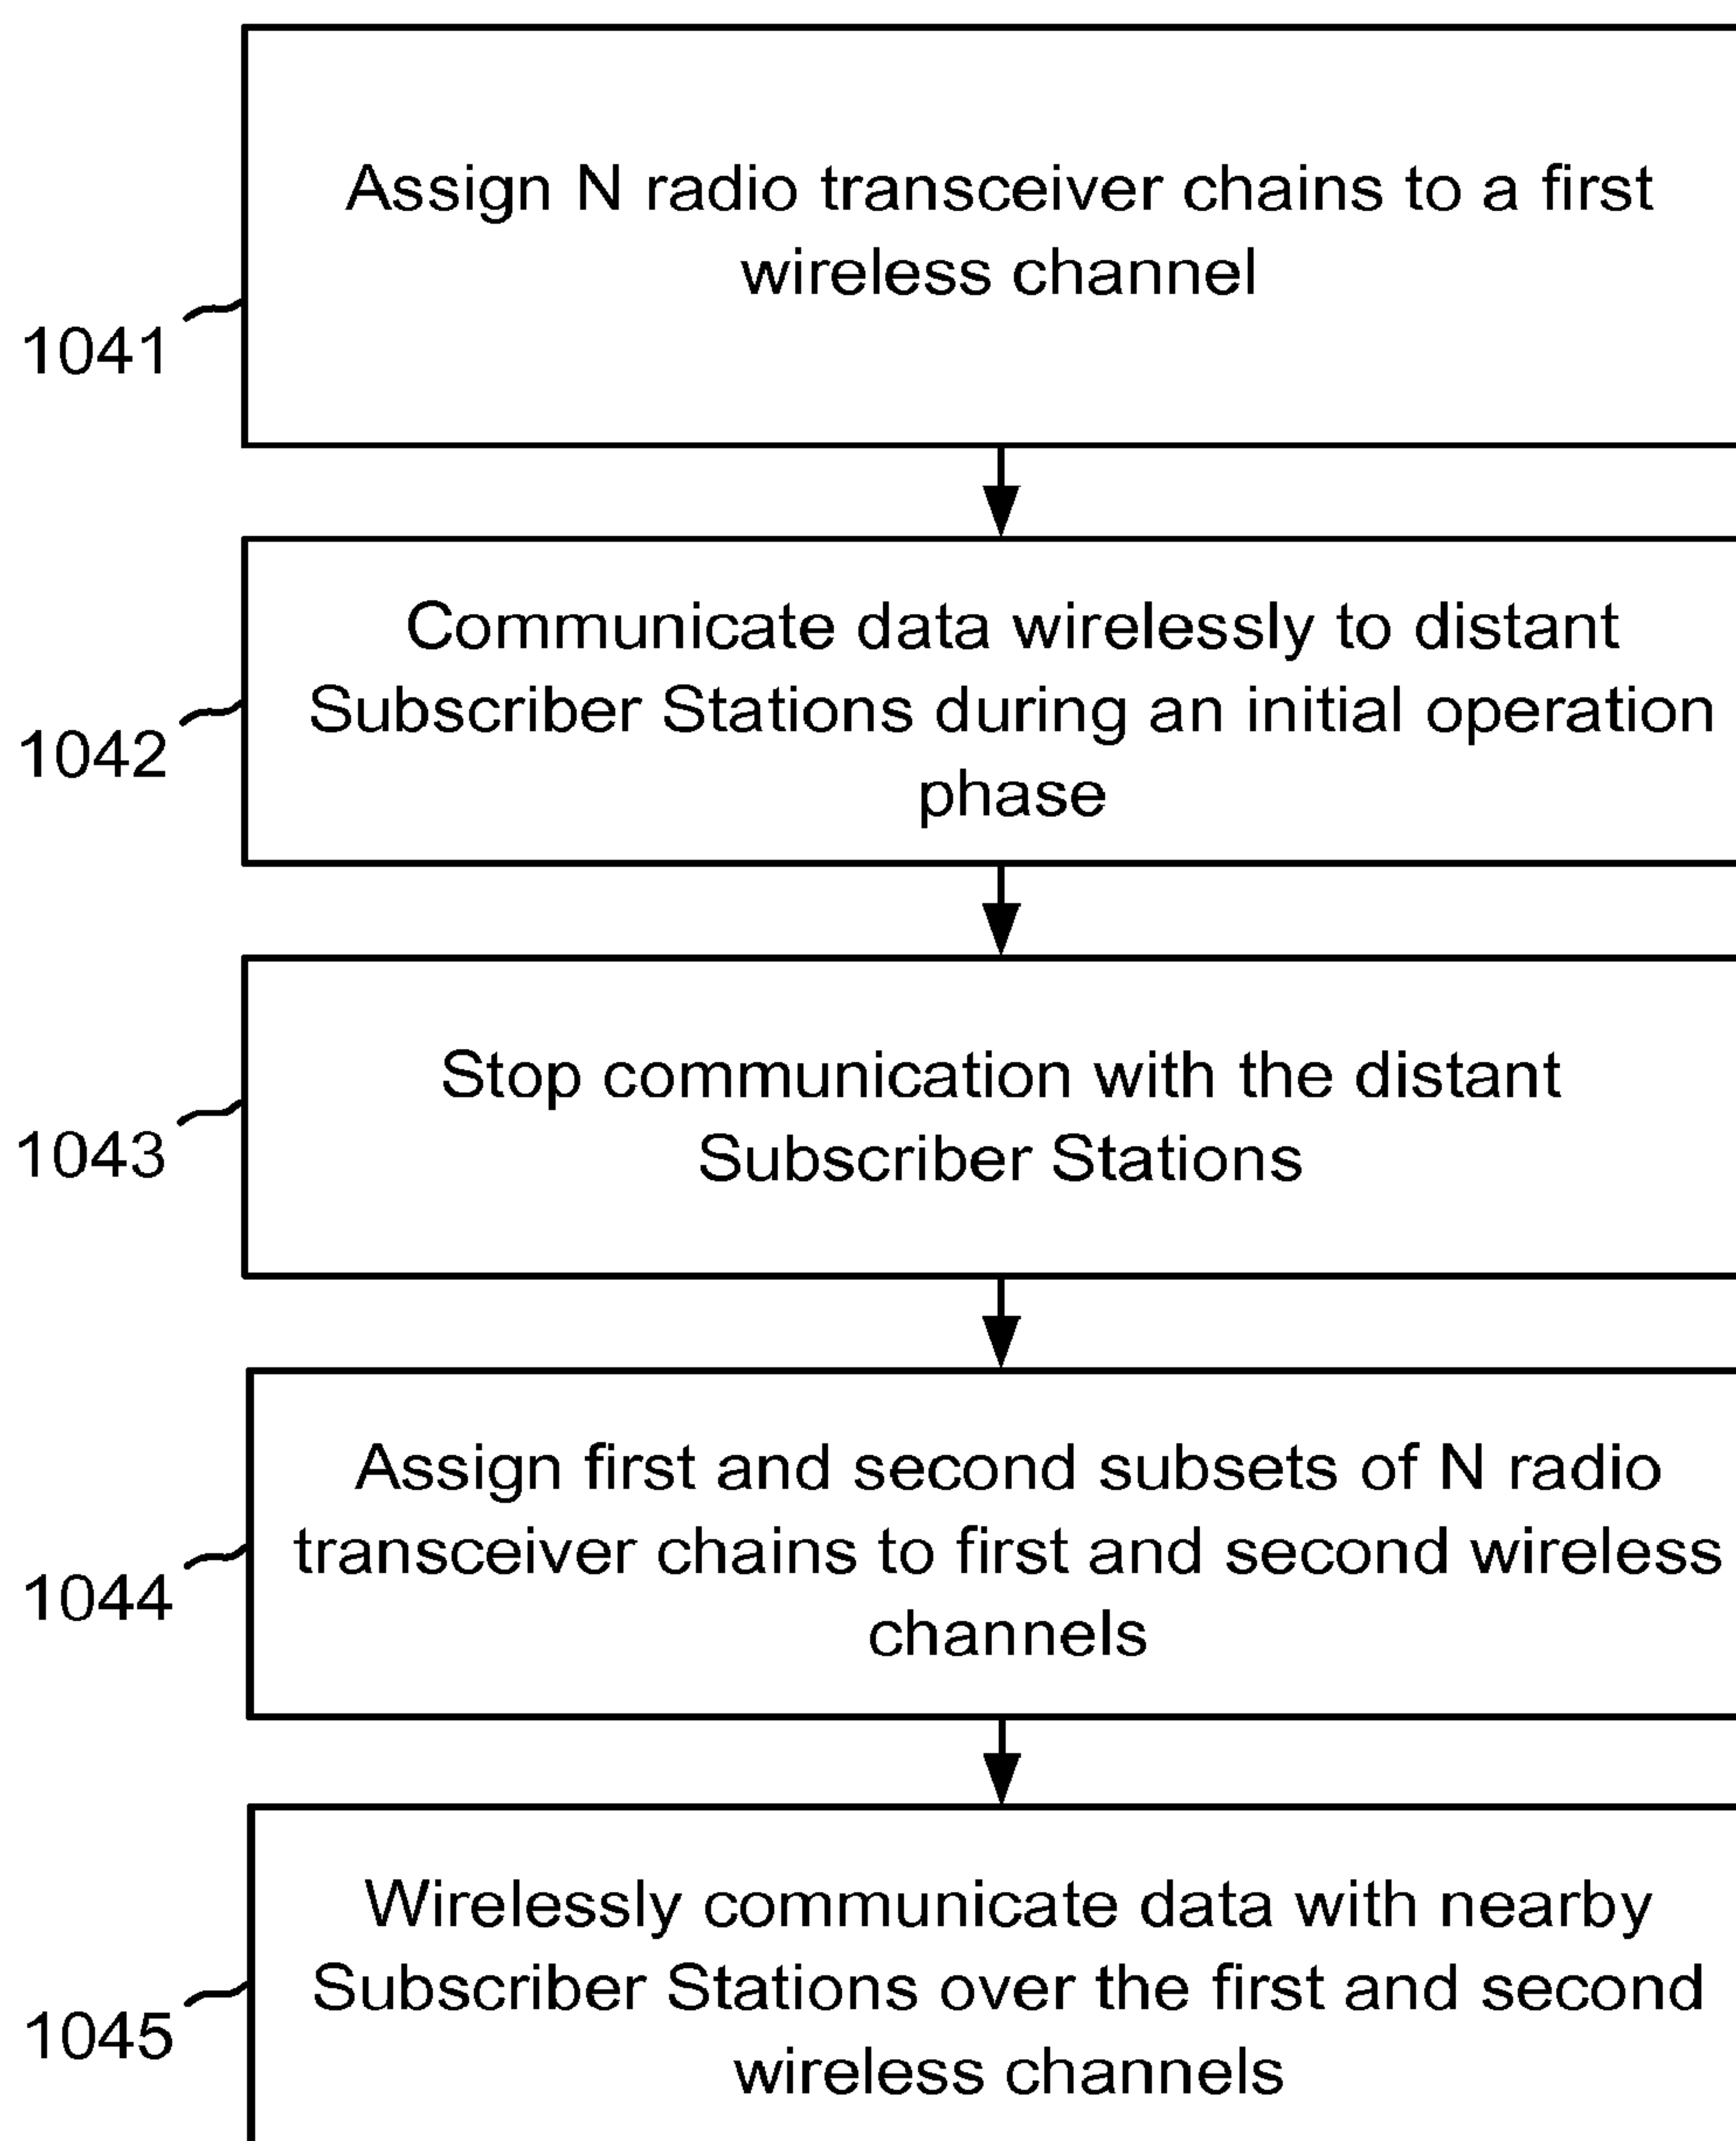 Assign N radio transceiver chains to a first
wireless channel
1041
Communicate data wirelessly to distant
Subscriber Stations during an initial operation
phase
1042
Stop communication with the distant
Subscriber Stations
1043
Assign first and second subsets of N radio
transceiver chains to first and second wireless
channels
1044
Wirelessly communicate data with nearby
Subscriber Stations over the first and second
wireless channels
1045